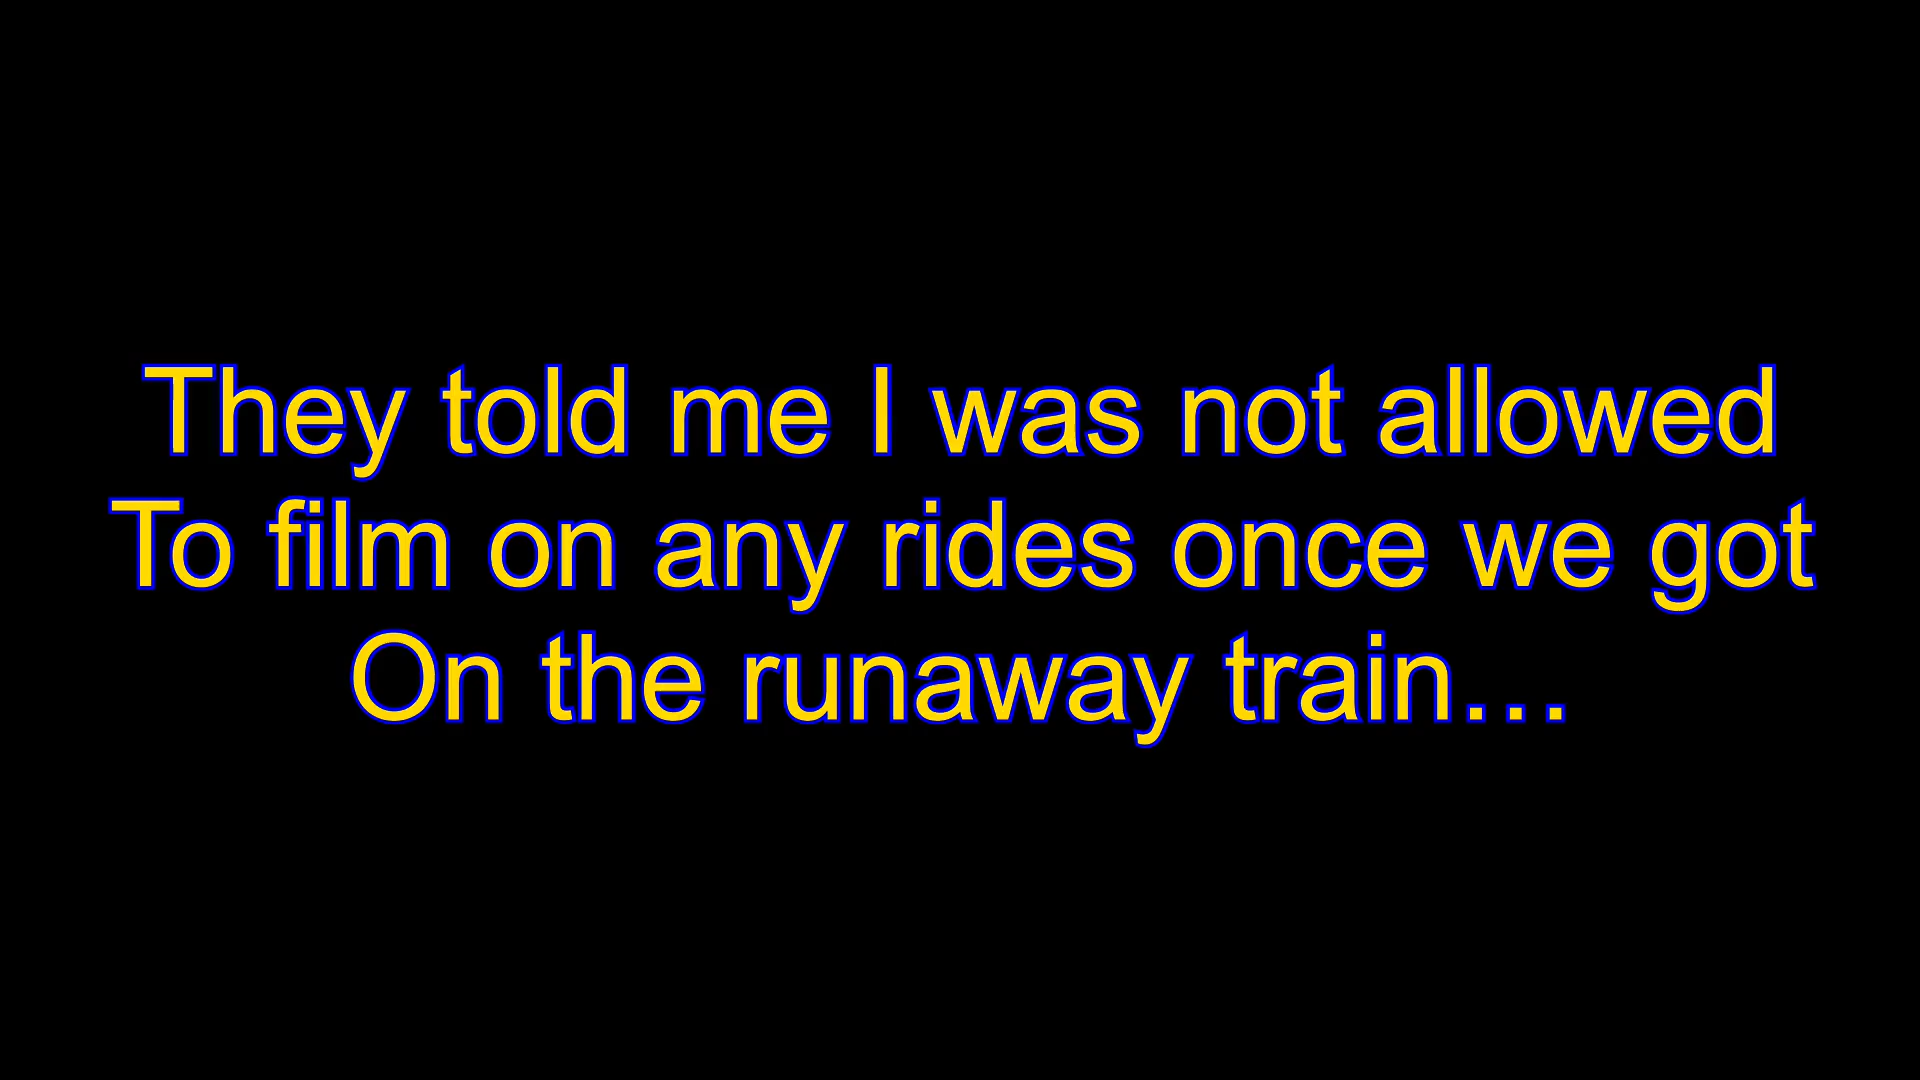 They told me I was not allowed
To film on any rides once we got
On the runaway train...